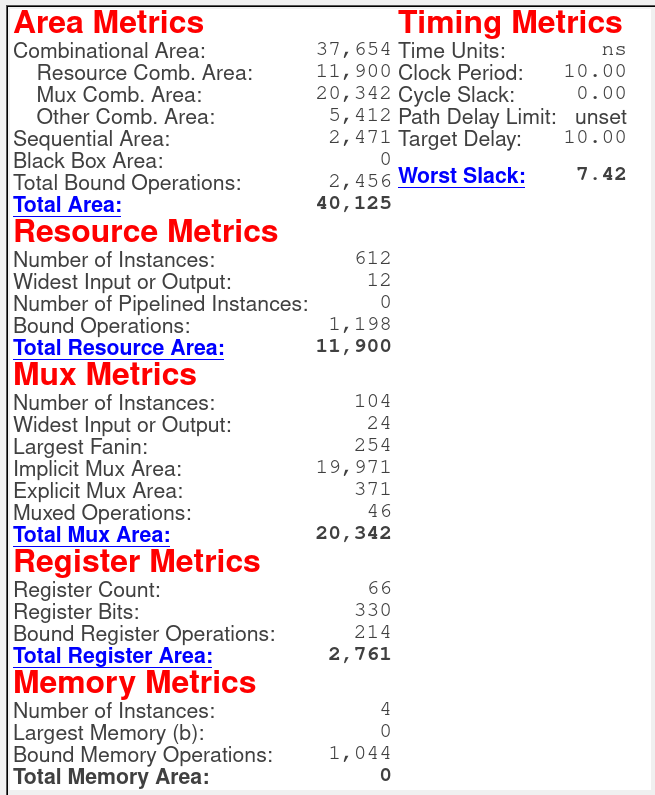 Area Metrics
Combinational Area: 37,654
Resource Comb. Area: 11,900
Mux Comb. Area: 20,342
Other Comb. Area: 5,412
Sequential Area: 2,471
Black Box Area: 0
Total Bound Operations: 2,456
Total Area: 40,125
Resource Metrics
Number of Instances: 612
Widest Input or Output: 12
Number of Pipelined Instances: 0
Bound Operations: 1,198
Total Resource Area: 11,900
Mux Metrics
Number of Instances: 104
Widest Input or Output: 24
Largest Fanin: 254
Implicit Mux Area: 19,971
Explicit Mux Area: 371
Muxed Operations: 46
Total Mux Area: 20,342
Register Metrics
Register Count: 66
Register Bits: 330
Bound Register Operations: 214
Total Register Area: 2,761
Memory Metrics
Number of Instances: 4
Largest Memory (b): 0
Bound Memory Operations: 1,044
Total Memory Area: 0
Timing Metrics
Time Units: ns
Clock Period: 10.00
Cycle Slack: 0.00
Path Delay Limit: unset
Target Delay: 10.00
Worst Slack: 7.42